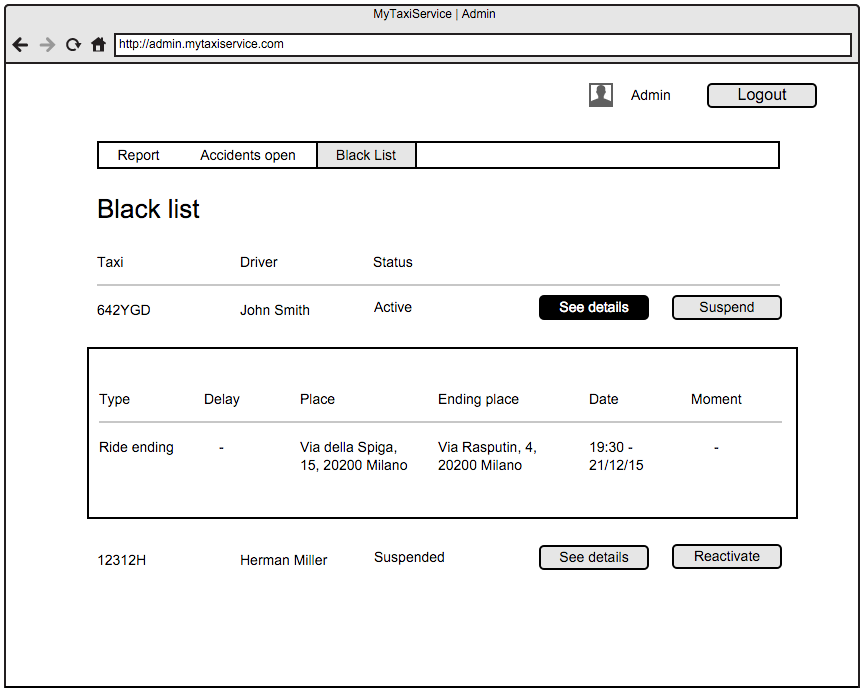 MyTaxiService | Admin
http://admin.mytaxiservice.com
Admin Logout
Report Accidents open Black List
Black list
Taxi Driver Status
642YGD John Smith Active See details Suspend
Type Delay Place Ending place Date Moment
Ride ending - Via della Spiga, Via Rasputin, 4, 19:30 - -
15, 20200 Milano 20200 Milano 21/12/15
12312H Herman Miller Suspended See details Reactivate